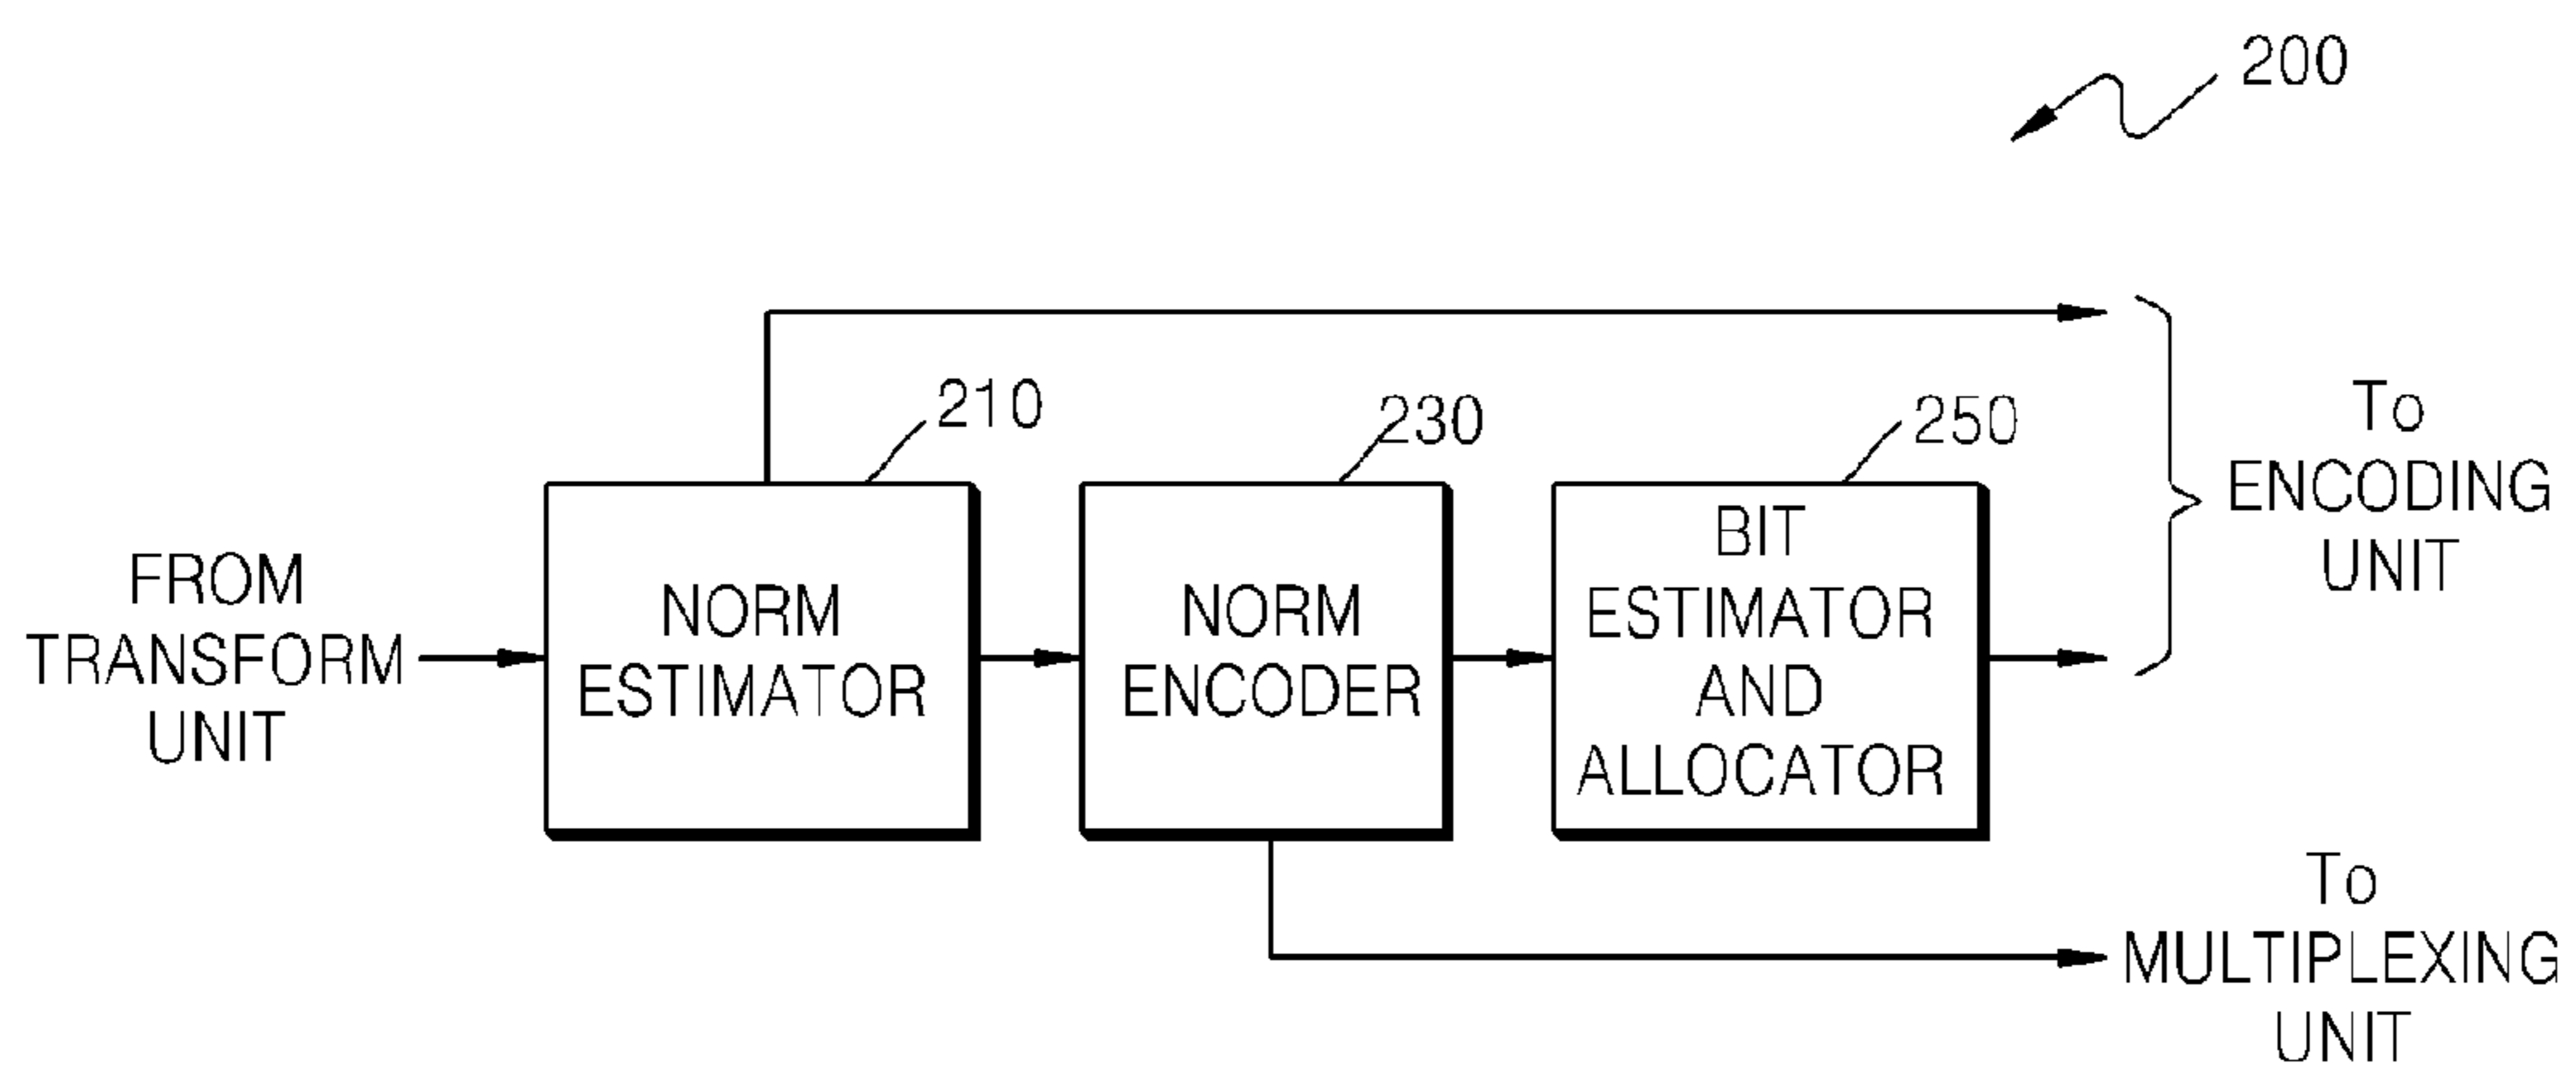 200
210
230
250
FROM
TRANSFORM
UNIT
NORM
ESTIMATOR
NORM
ENCODER
BIT
ESTIMATOR
AND
ALLOCATOR
To
ENCODING
UNIT
To
MULTIPLEXING
UNIT